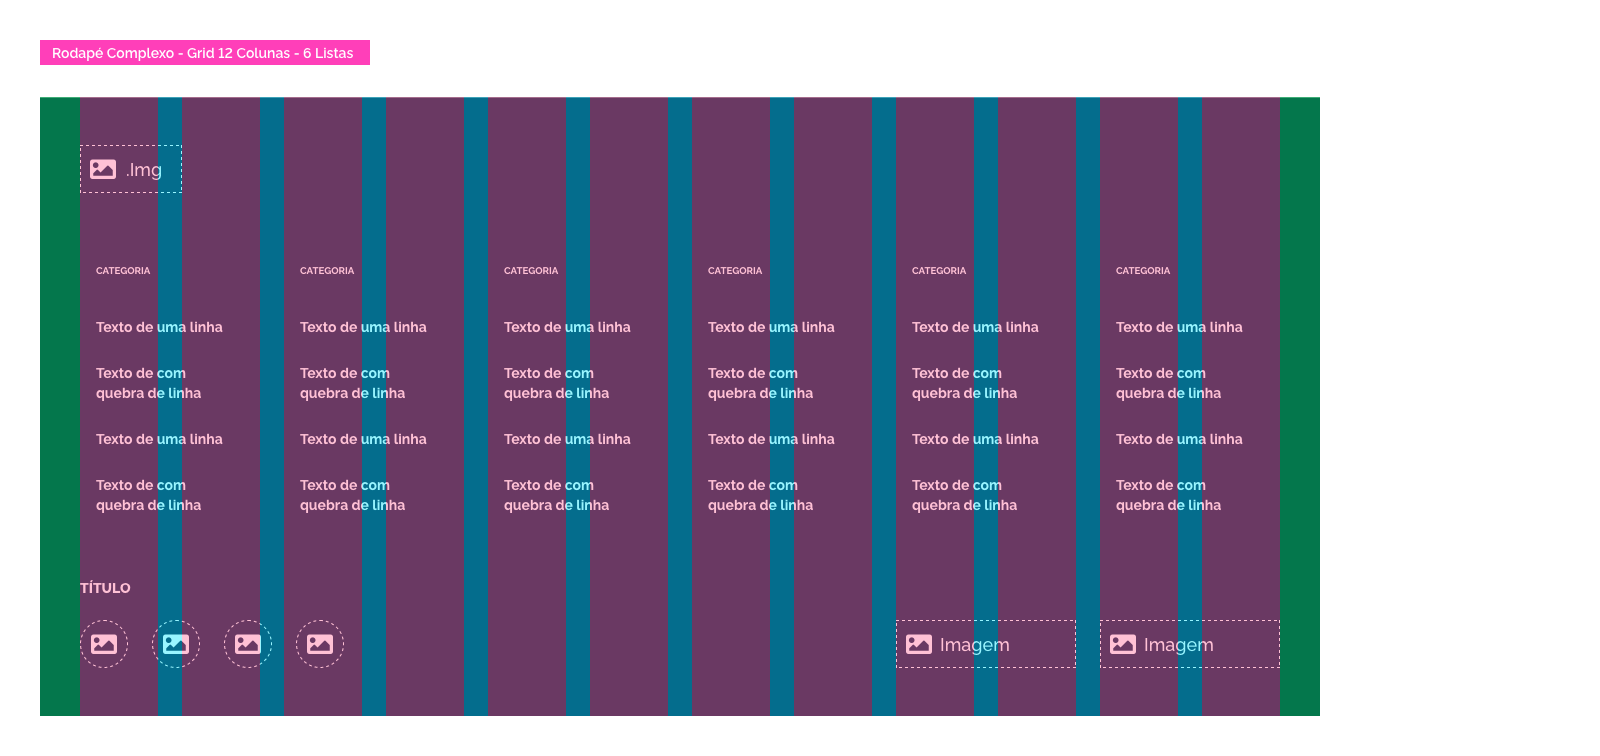 Rodapé Complexo - Grid 12 Colunas - 6 Listas
.Img
CATEGORIA CATEGORIA CATEGORIA CATEGORIA CATEGORIA CATEGORIA
Texto de uma linha Texto de uma linha Texto de uma linha Texto de uma linha Texto de uma linha Texto de uma linha
Texto de com Texto de com Texto de com Texto de com Texto de com Texto de com
quebra de linha quebra de linha quebra de linha quebra de linha quebra de linha quebra de linha
Texto de uma linha Texto de uma linha Texto de uma linha Texto de uma linha Texto de uma linha Texto de uma linha
Texto de com Texto de com Texto de com Texto de com Texto de com Texto de com
quebra de linha quebra de linha quebra de linha quebra de linha quebra de linha quebra de linha
TÍTULO
Imagem Imagem